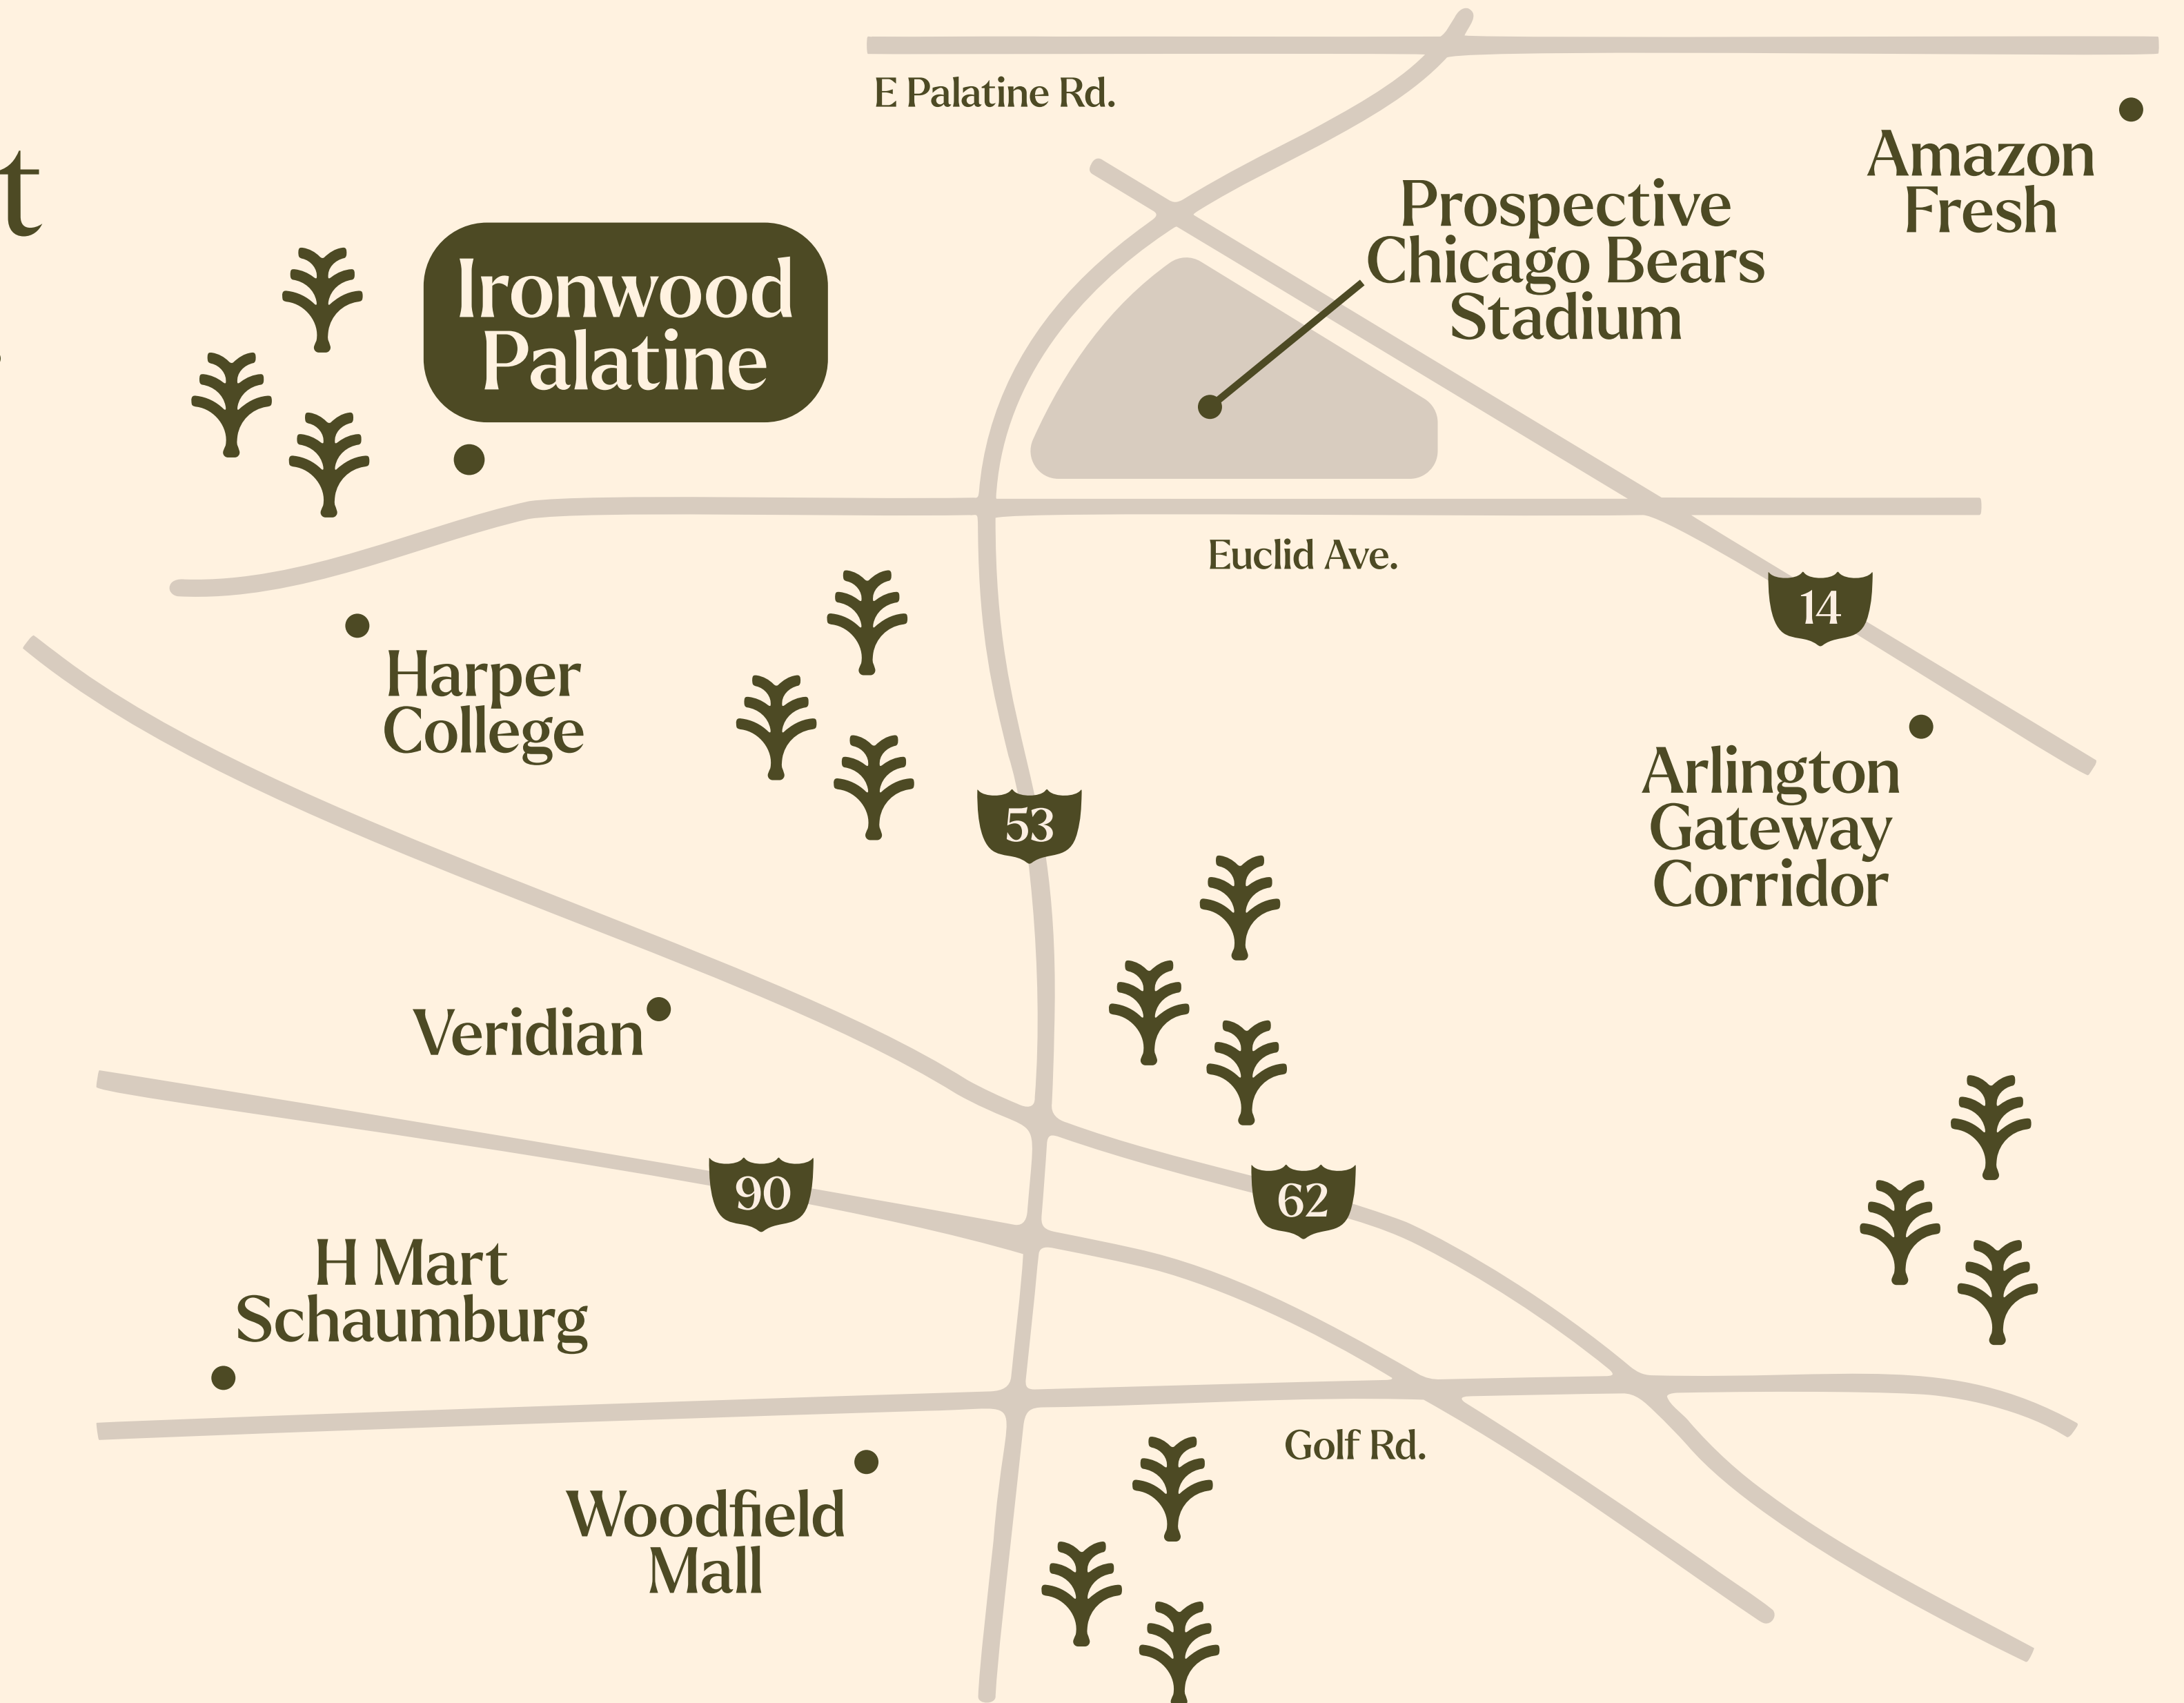 E Palatine Rd.
Amazon
Fresh
t
Prospective
Chicago Bears
Stadium
Ironwood
Palatine
Euclid Ave.
14
Harper
College
Arlington
Gateway
Corridor
53
Veridian
90
62
H Mart
Schaumburg
Golf Rd.
Woodfield
Mall